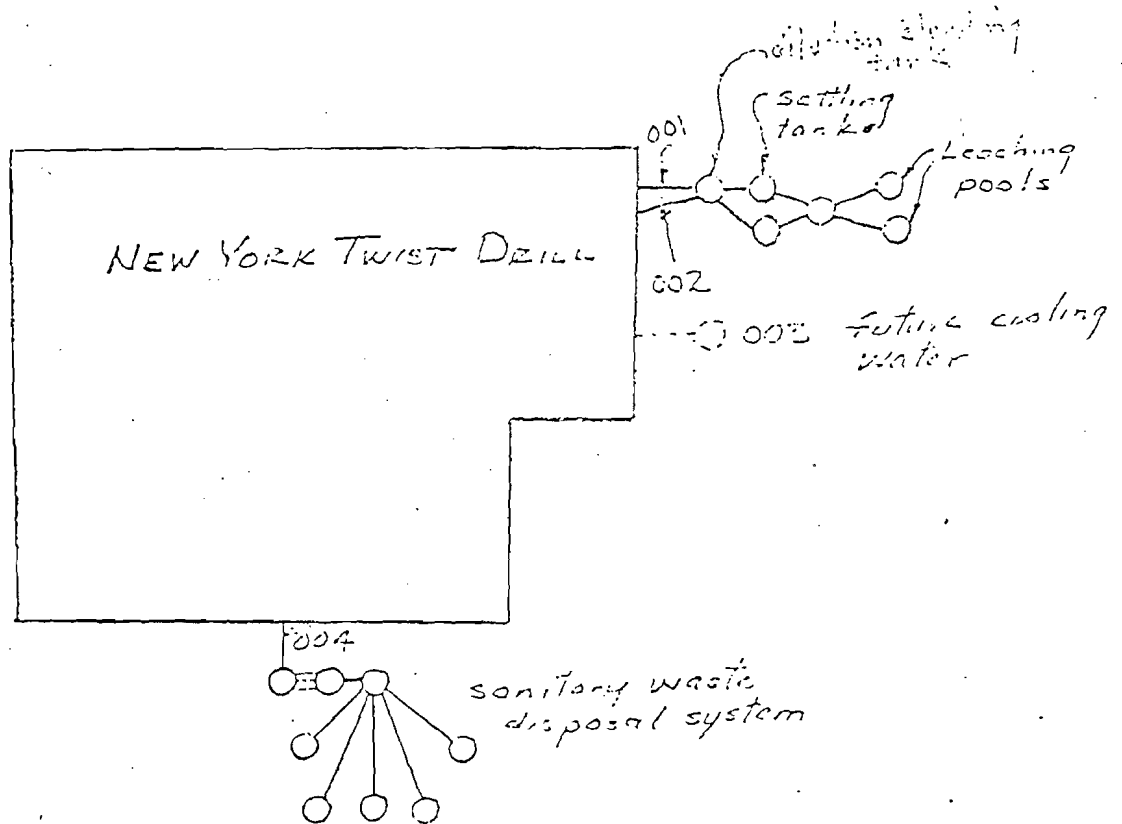 tank
settling
tanks
001
Leaching
pools
NEW YORK TWIST DRILL
002
003 future cooling
water
004
sanitary waste
disposal system